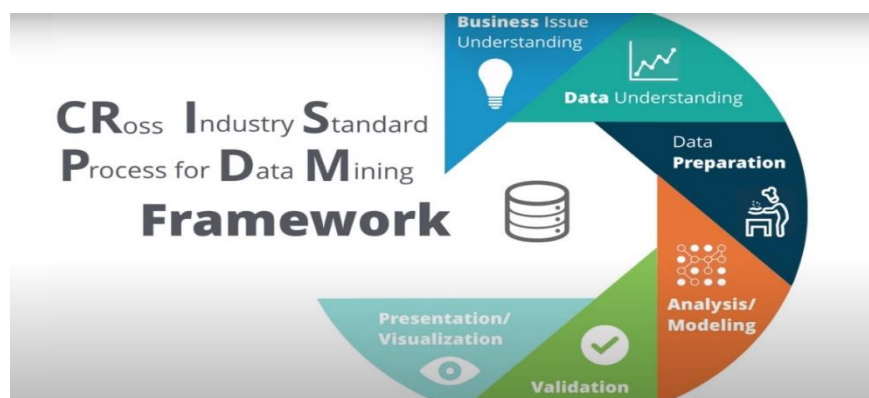 CRoss Industry Standard
Process for Data Mining
Framework
Business Issue
Understanding
Data Understanding
Data
Preparation
Analysis/
Modeling
Validation
Presentation/
Visualization